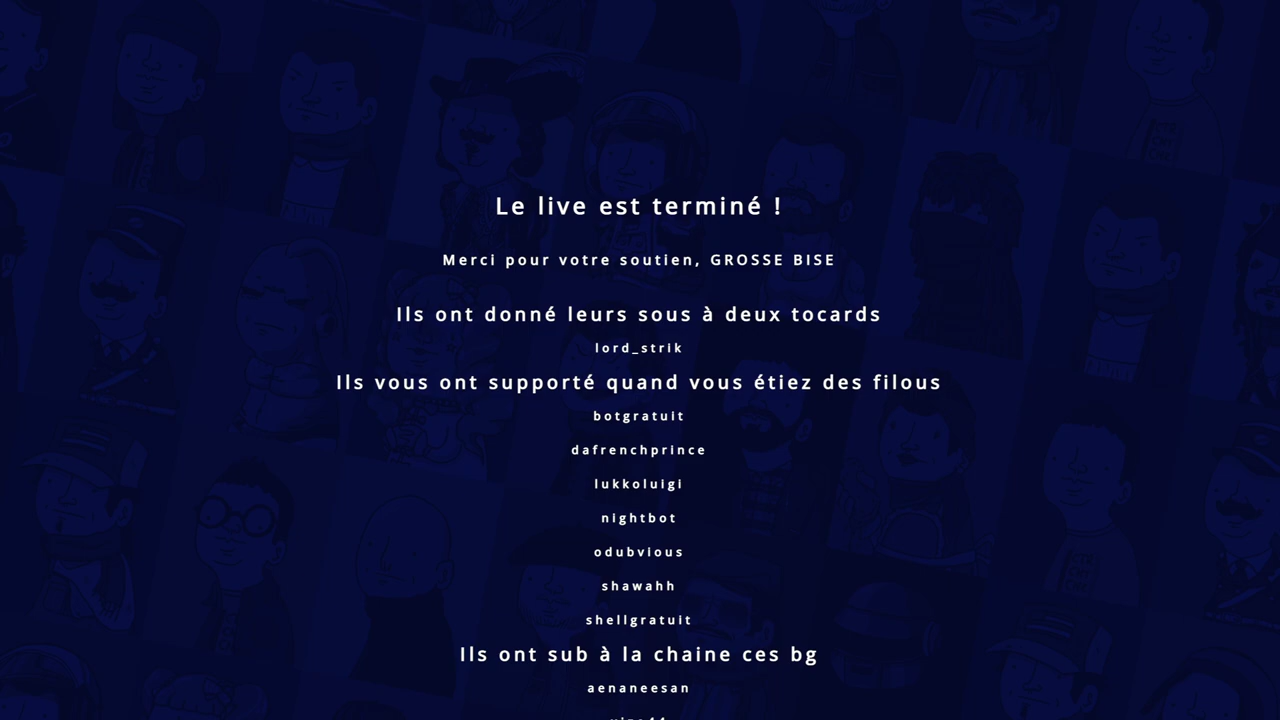 Le live est terminé !
Merci pour votre soutien, GROSSE BISE
Ils ont donné leurs sous à deux tocards
lord_strik
Ils vous ont supporté quand vous étiez des filous
botgratuit
dafrenchprince
lukkoluigi
nightbot
odubvious
shawahh
shellgratuit
Ils ont sub à la chaine ces bg
aenaneesan